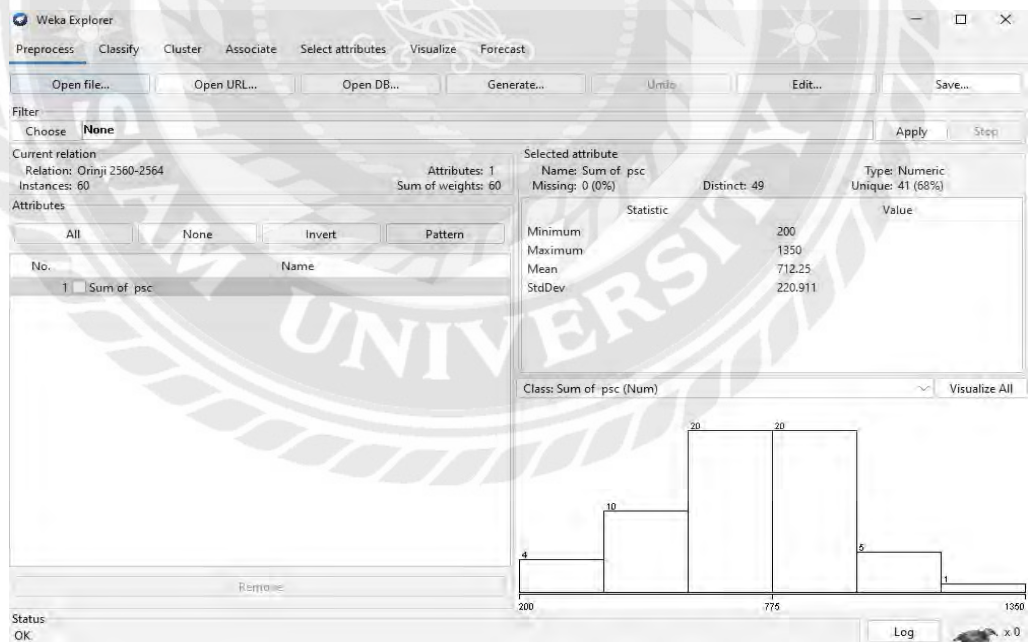 Weka Explorer
Preprocess Classify Cluster Associate Select attributes Visualize Forecast
Open file... Open URL... Open DB... Generate... Undo Edit... Save...
Filter
Choose None Apply Stop
Current relation
Relation: Orinji 2560-2564 Attributes: 1
Instances: 60 Sum of weights: 60
Attributes
All None Invert Pattern
No. Name
1 Sum of psc
Remove
Status
OK
Selected attribute
Name: Sum of psc Type: Numeric
Missing: 0 (0%) Distinct: 49 Unique: 41 (68%)
Statistic Value
Minimum 200
Maximum 1350
Mean 712.25
StdDev 220.911
Class: Sum of psc (Num) Visualize All
4 10 20 20 5 1
200 775 1350
Log x 0
SIAM UNIVERSITY